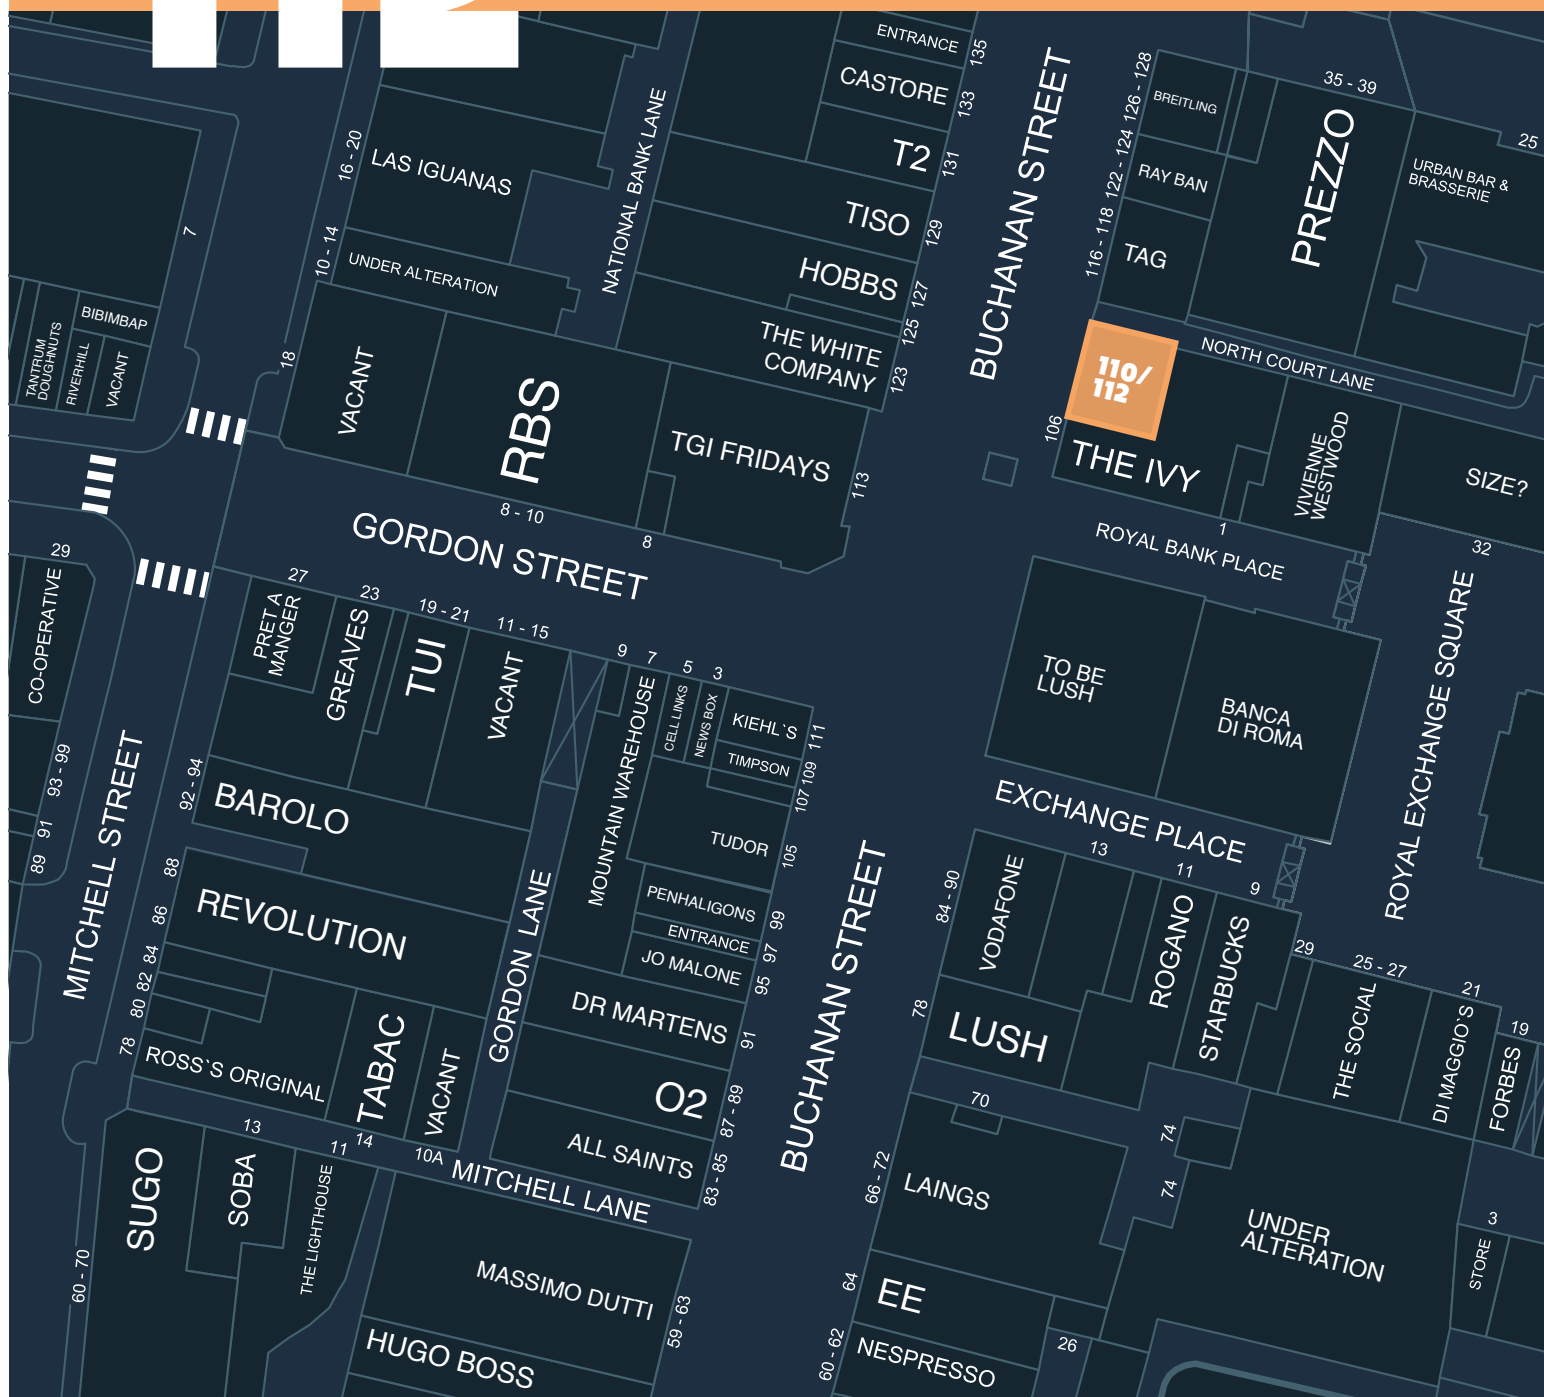 ENTRANCE
135
CASTORE
133
T2
131
TISO
129
HOBBS
127
125
THE WHITE
COMPANY
123
BUCHANAN STREET
126 - 128
BREITLING
122 - 124
RAY BAN
116 - 118
TAG
35 - 39
PREZZO
25
URBAN BAR &
BRASSERIE
NORTH COURT LANE
110/
112
106
THE IVY
VIVIENNE
WESTWOOD
SIZE?
1
ROYAL BANK PLACE
32
16 - 20
LAS IGUANAS
NATIONAL BANK LANE
10 - 14
UNDER ALTERATION
7
BIBIMBAP
TANTRUM
DOUGHNUTS
RIVERHILL
VACANT
18
VACANT
RBS
TGI FRIDAYS
113
8 - 10
8
GORDON STREET
29
CO-OPERATIVE
27
PRET A
MANGER
23
GREAVES
19 - 21
TUI
11 - 15
VACANT
9
7
5
3
MOUNTAIN WAREHOUSE
CELL LINKS
NEWS BOX
KIEHL`S
111
TIMPSON
109
107
TUDOR
105
PENHALIGONS
99
ENTRANCE
97
JO MALONE
95
DR MARTENS
91
O2
87 - 89
ALL SAINTS
83 - 85
93 - 99
91
89
MITCHELL STREET
92 - 94
BAROLO
88
REVOLUTION
86
84
82
80
78
ROSS`S ORIGINAL
TABAC
VACANT
GORDON LANE
13
11
14
10A
MITCHELL LANE
SUGO
SOBA
THE LIGHTHOUSE
60 - 70
MASSIMO DUTTI
59 - 63
HUGO BOSS
BUCHANAN STREET
TO BE
LUSH
BANCA
DI ROMA
ROYAL EXCHANGE SQUARE
EXCHANGE PLACE
13
11
9
84 - 90
VODAFONE
ROGANO
STARBUCKS
29
25 - 27
21
19
THE SOCIAL
DI MAGGIO`S
FORBES
78
LUSH
70
74
74
66 - 72
LAINGS
UNDER
ALTERATION
3
STORE
64
EE
60 - 62
NESPRESSO
26